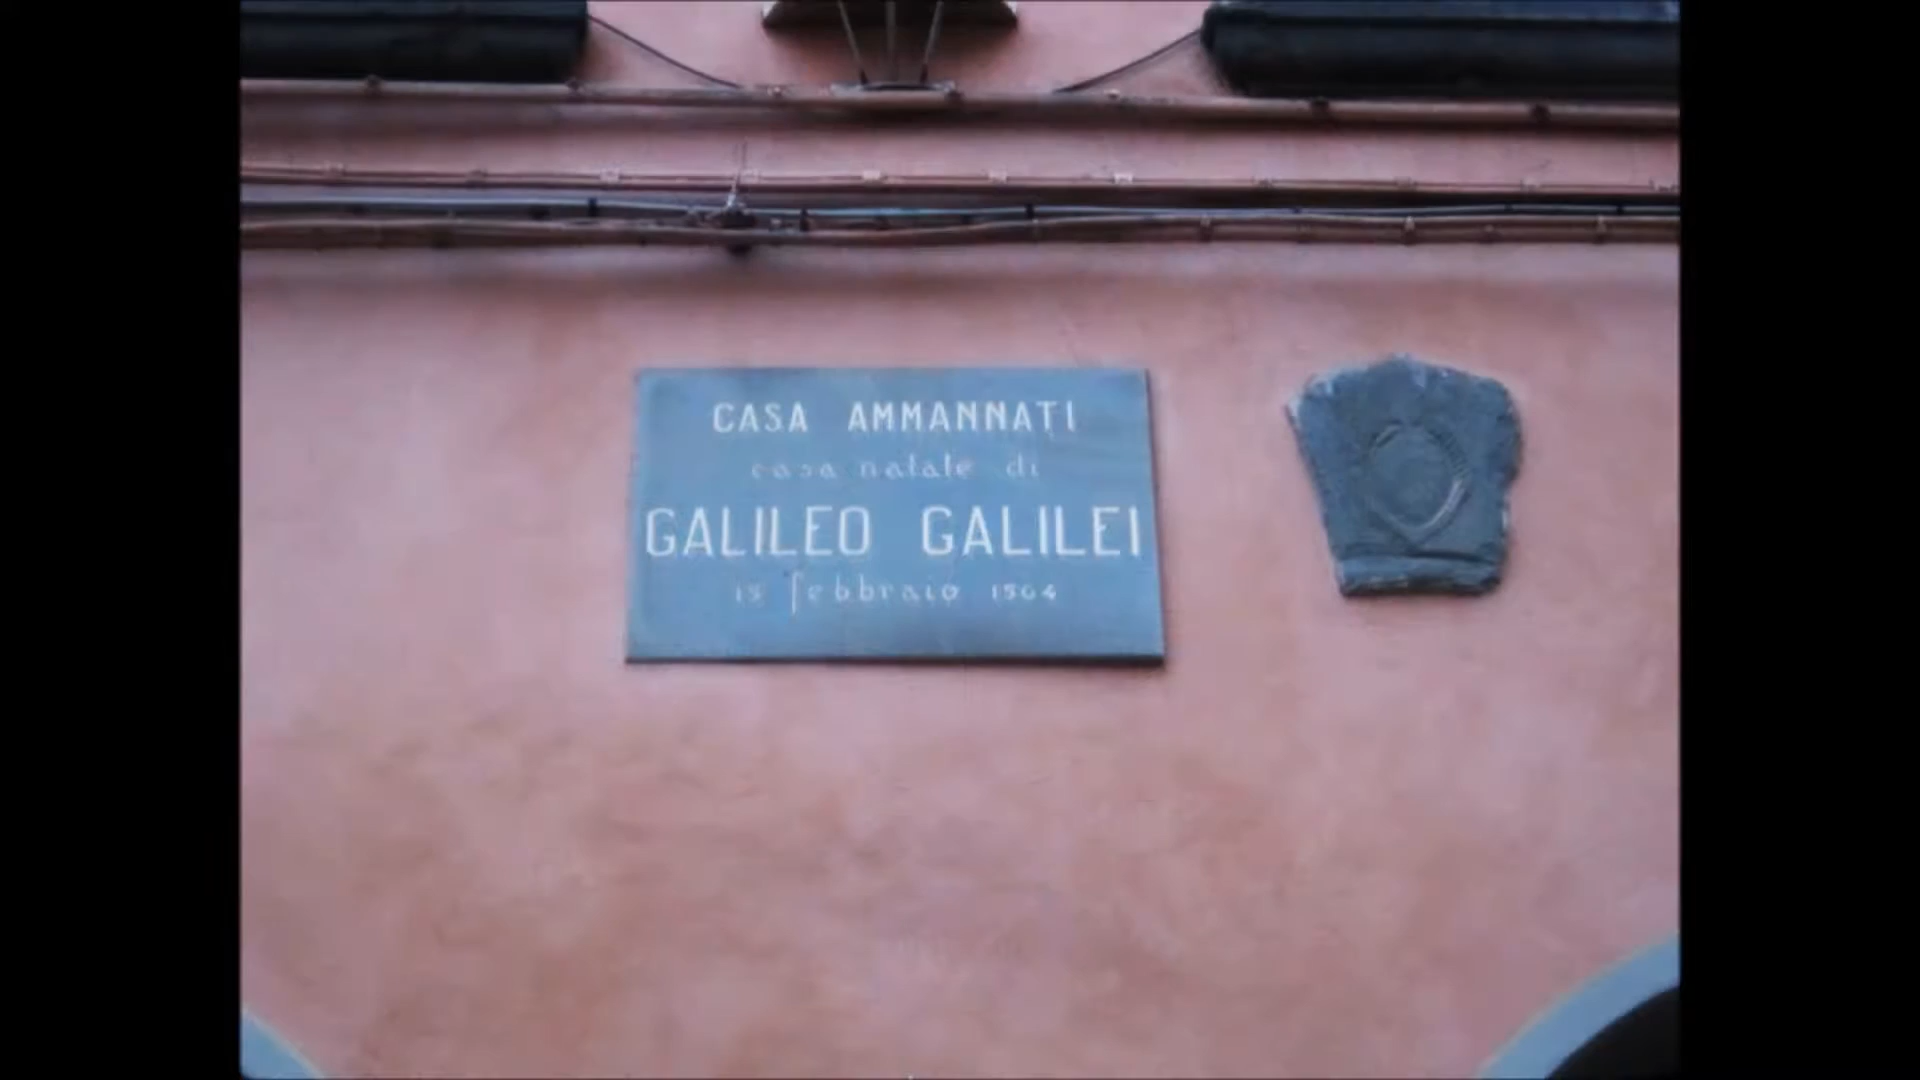 CASA AMMANNATI
casa natale di
GALILEO GALILEI
15 febbraio 1564